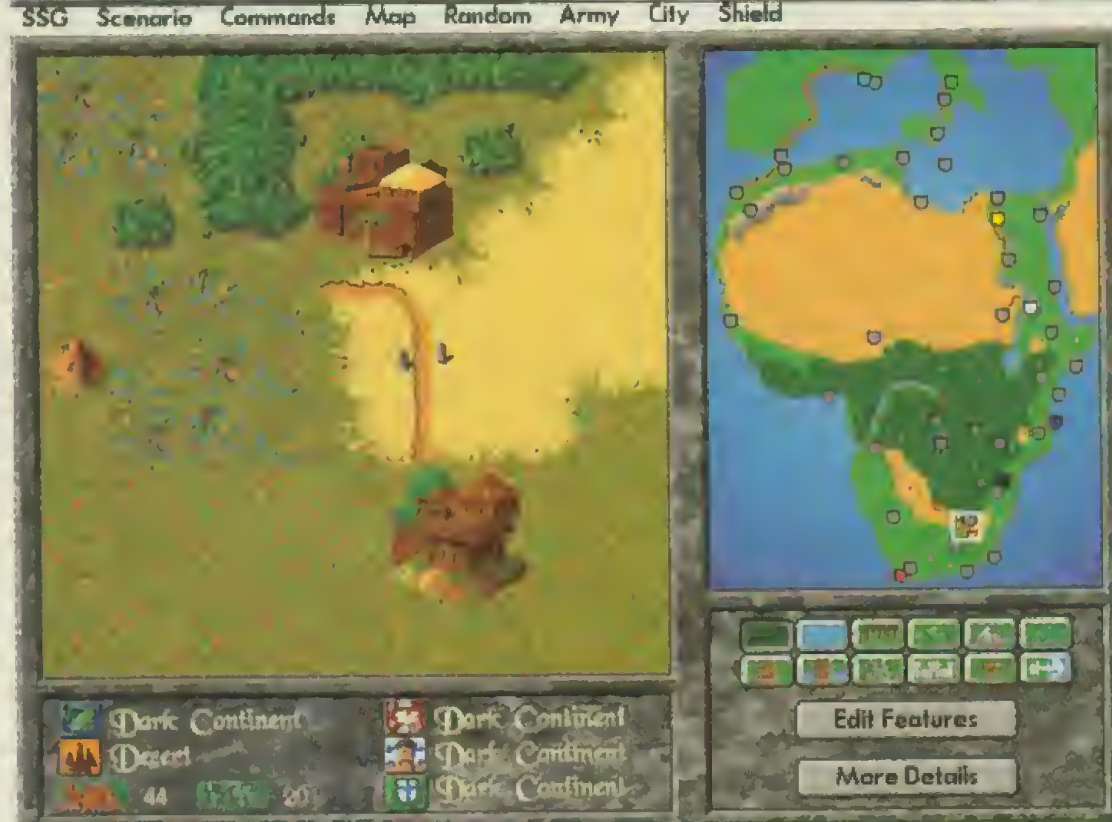 SSG Scenario Commands Map Random Army City Shield
Dark Continent Dark Continent
Desert Dark Continent
44 20 Dark Continent
Edit Features
More Details